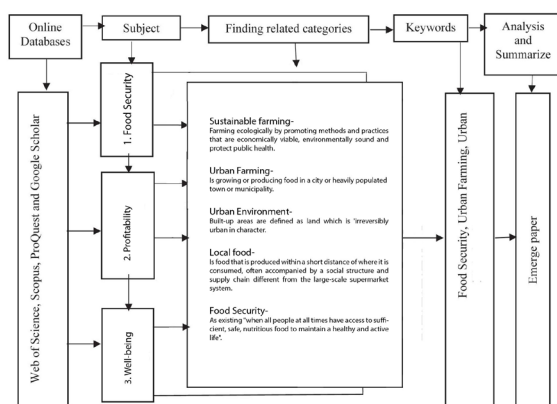 Online
Databases
Subject
Finding related categories
Keywords
Analysis
and
Summarize
Web of Science, Scopus, ProQuest and Google Scholar
1. Food Security
2. Profitability
3. Well-being
Sustainable farming-
Farming ecologically by promoting methods and practices
that are economically viable, environmentally sound and
protect public health.
Urban Farming-
Is growing or producing food in a city or heavily populated
town or municipality.
Urban Environment-
Built-up areas are defined as land which is 'irreversibly
urban in character.
Local food-
Is food that is produced within a short distance of where it is
consumed, often accompanied by a social structure and
supply chain different from the large-scale supermarket
system.
Food Security-
As existing "when all people at all times have access to suffi-
cient, safe, nutritious food to maintain a healthy and active
life".
Food Security, Urban Farming, Urban
Emerge paper